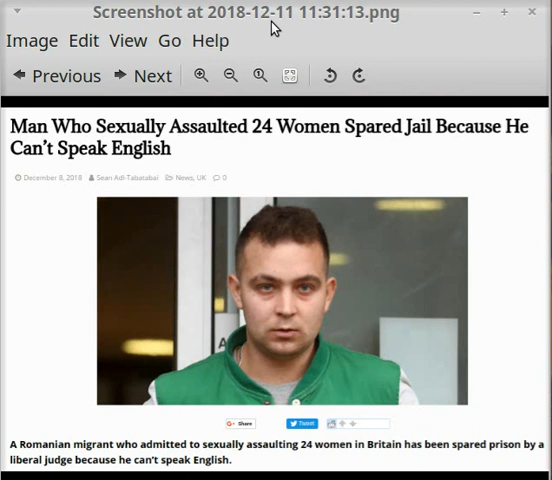 Screenshot at 2018-12-11 11:31:13.png
Image Edit View Go Help
Previous Next
Man Who Sexually Assaulted 24 Women Spared Jail Because He
Can't Speak English
December 8, 2018 Sean Adl-Tabatabai News, UK 0
A
Share Tweet
A Romanian migrant who admitted to sexually assaulting 24 women in Britain has been spared prison by a
liberal judge because he can't speak English.